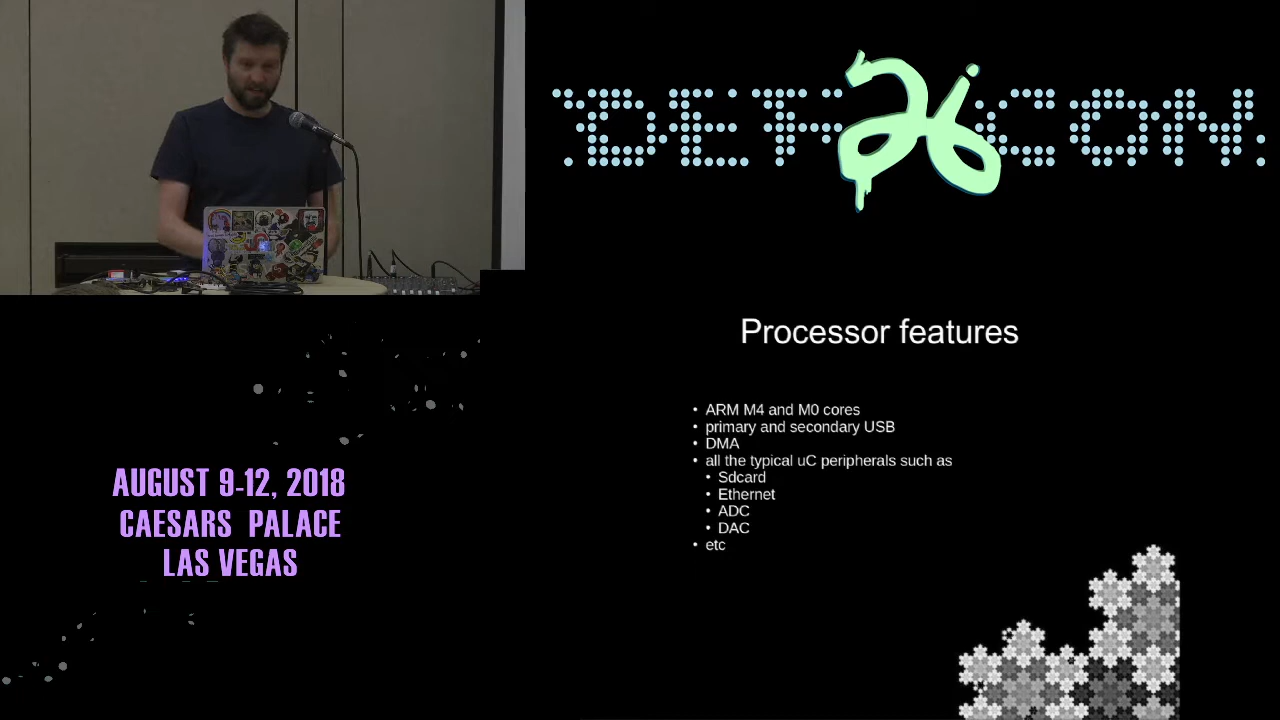 DEF 26 CON
Processor features
• ARM M4 and M0 cores
• primary and secondary USB
• DMA
• all the typical uC peripherals such as
• Sdcard
• Ethernet
• ADC
• DAC
• etc
AUGUST 9-12, 2018
CAESARS PALACE
LAS VEGAS